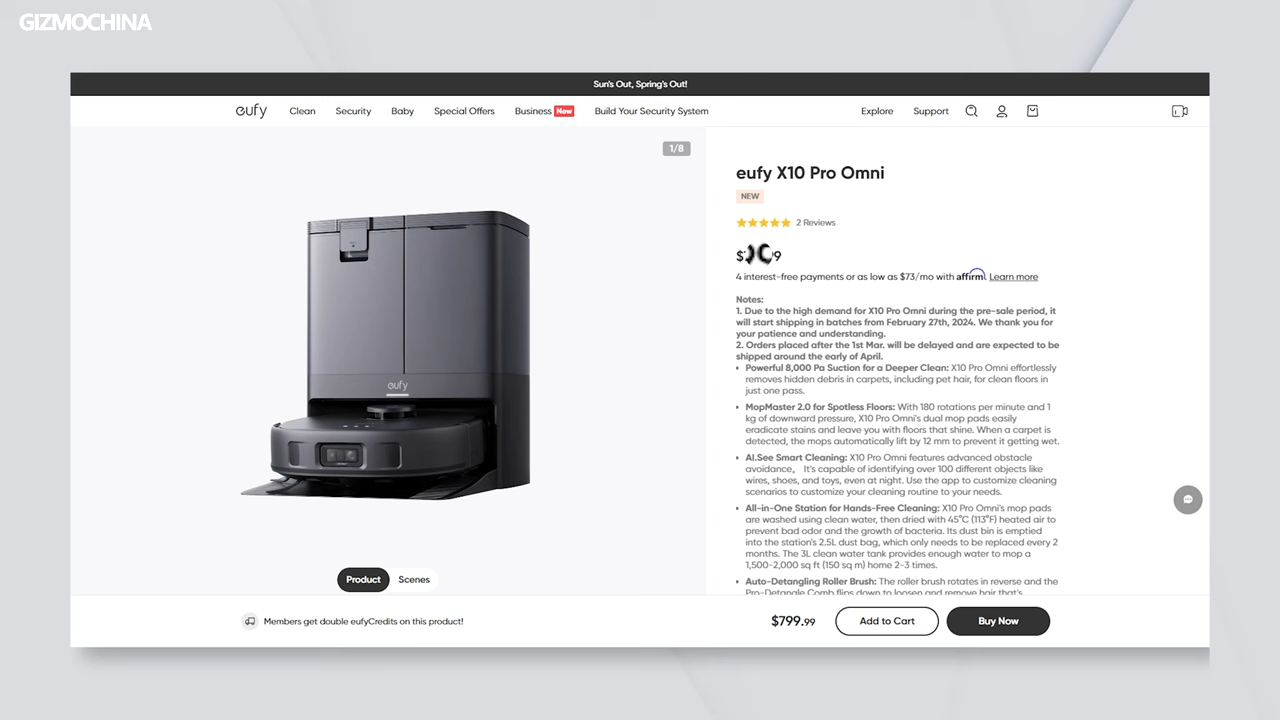 GIZMOCHINA
Sun's Out, Spring's Out!
eufy Clean Security Baby Special Offers Business New Build Your Security System Explore Support
1/8
eufy X10 Pro Omni
NEW
2 Reviews
4 interest-free payments or as low as $73/mo with affirm. Learn more
Notes:
1. Due to the high demand for X10 Pro Omni during the pre-sale period, it
will start shipping in batches from February 27th, 2024. We thank you for
your patience and understanding.
2. Orders placed after the 1st Mar. will be delayed and are expected to be
shipped around the early of April.
• Powerful 8,000 Pa Suction for a Deeper Clean: X10 Pro Omni effortlessly
removes hidden debris in carpets, including pet hair, for clean floors in
just one pass.
• MopMaster 2.0 for Spotless Floors: With 180 rotations per minute and 1
kg of downward pressure, X10 Pro Omni's dual mop pads easily
eradicate stains and leave you with floors that shine. When a carpet is
detected, the mops automatically lift by 12 mm to prevent it getting wet.
• AI.See Smart Cleaning: X10 Pro Omni features advanced obstacle
avoidance。 It's capable of identifying over 100 different objects like
wires, shoes, and toys, even at night. Use the app to customize cleaning
scenarios to customize your cleaning routine to your needs.
• All-in-One Station for Hands-Free Cleaning: X10 Pro Omni's mop pads
are washed using clean water, then dried with 45°C (113°F) heated air to
prevent bad odor and the growth of bacteria. Its dust bin is emptied
into the station's 2.5L dust bag, which only needs to be replaced every 2
months. The 3L clean water tank provides enough water to mop a
1,500-2,000 sq ft (150 sq m) home 2-3 times.
• Auto-Detangling Roller Brush: The roller brush rotates in reverse and the
Pro-Detangle Comb flips down to loosen and remove hair that's
eufy
Product Scenes
Members get double eufyCredits on this product!
$799.99 Add to Cart Buy Now